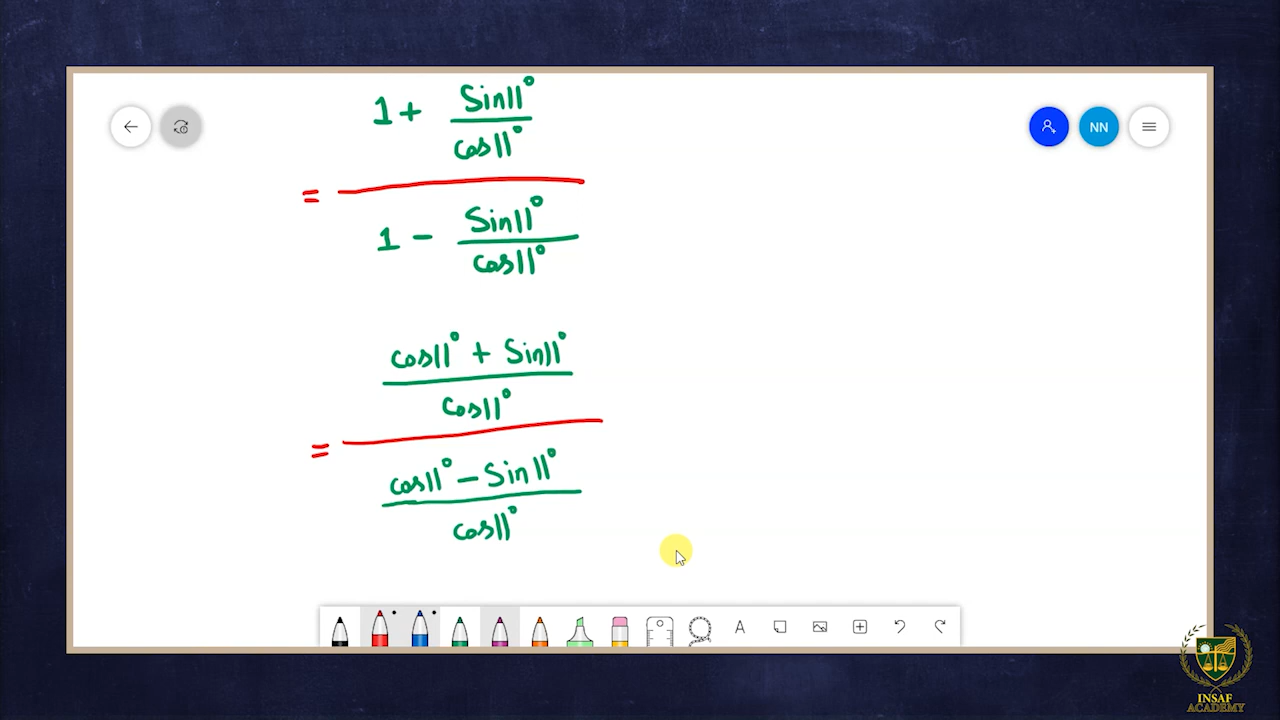 1 + Sin11°
cos11°
NN
=
1 - Sin11°
cos11°
cos11° + Sin11°
cos11°
=
cos11° - Sin11°
cos11°
A
INSAF
ACADEMY